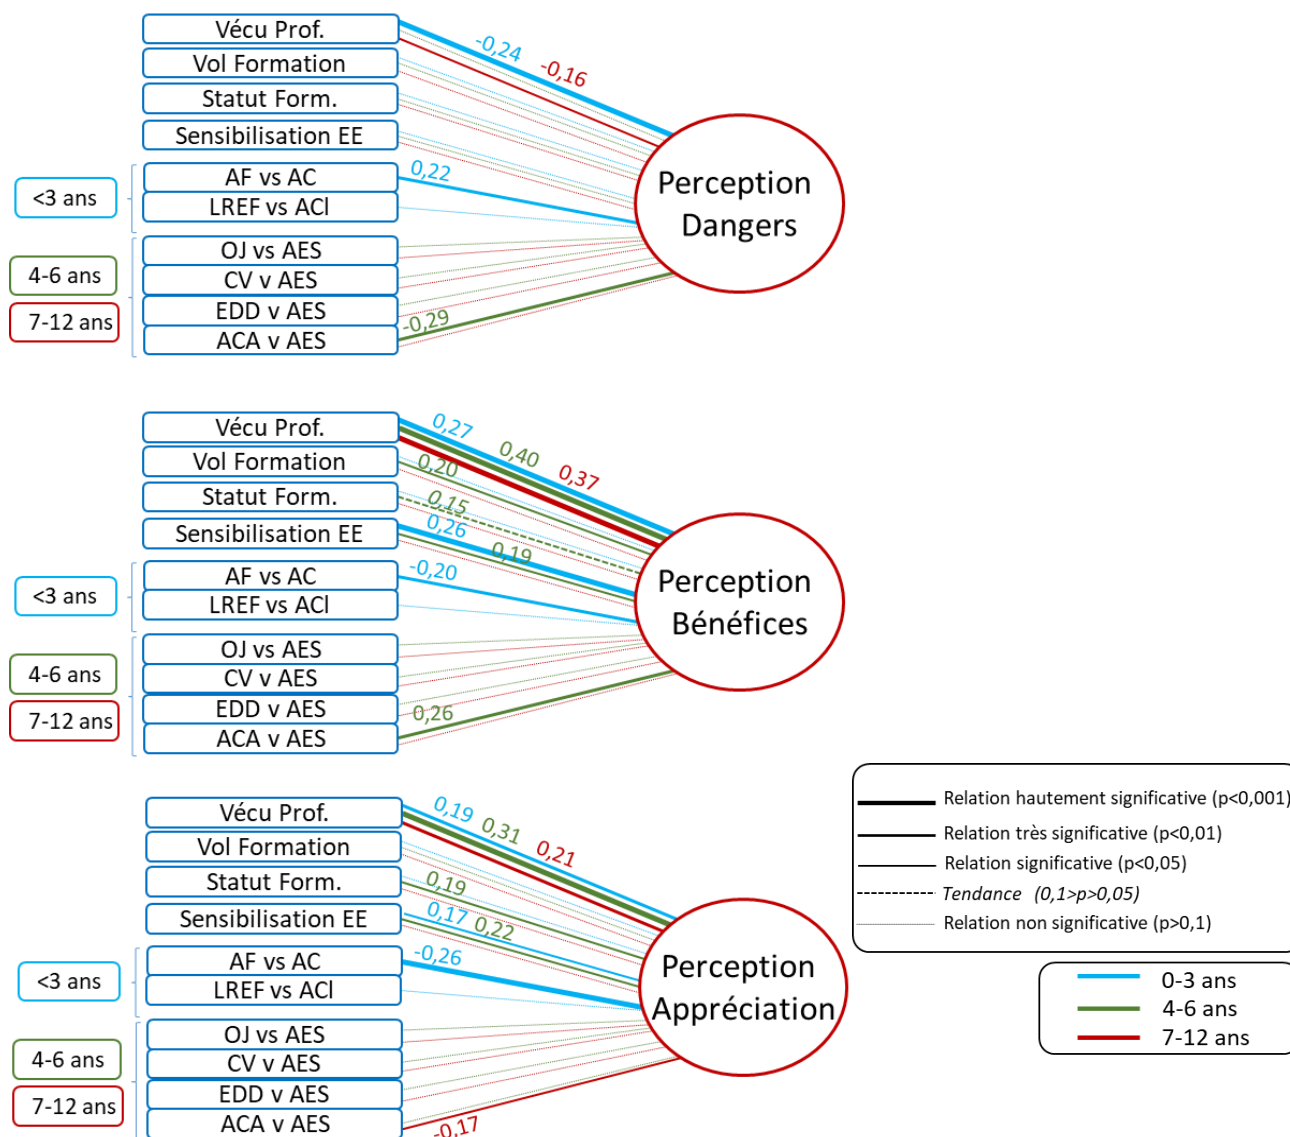 Vécu Prof.
Vol Formation
Statut Form.
Sensibilisation EE
AF vs AC
LREF vs ACl
OJ vs AES
CV v AES
EDD v AES
ACA v AES
<3 ans
4-6 ans
7-12 ans
-0,24
-0,16
0,22
-0,29
Perception
Dangers
Vécu Prof.
Vol Formation
Statut Form.
Sensibilisation EE
AF vs AC
LREF vs ACl
OJ vs AES
CV v AES
EDD v AES
ACA v AES
<3 ans
4-6 ans
7-12 ans
0,27
0,40
0,37
0,20
0,15
0,26
0,19
-0,20
0,26
Perception
Bénéfices
Vécu Prof.
Vol Formation
Statut Form.
Sensibilisation EE
AF vs AC
LREF vs ACl
OJ vs AES
CV v AES
EDD v AES
ACA v AES
<3 ans
4-6 ans
7-12 ans
0,19
0,31
0,21
0,19
0,17
0,22
-0,26
-0,17
Perception
Appréciation
Relation hautement significative (p<0,001)
Relation très significative (p<0,01)
Relation significative (p<0,05)
Tendance (0,1>p>0,05)
Relation non significative (p>0,1)
0-3 ans
4-6 ans
7-12 ans